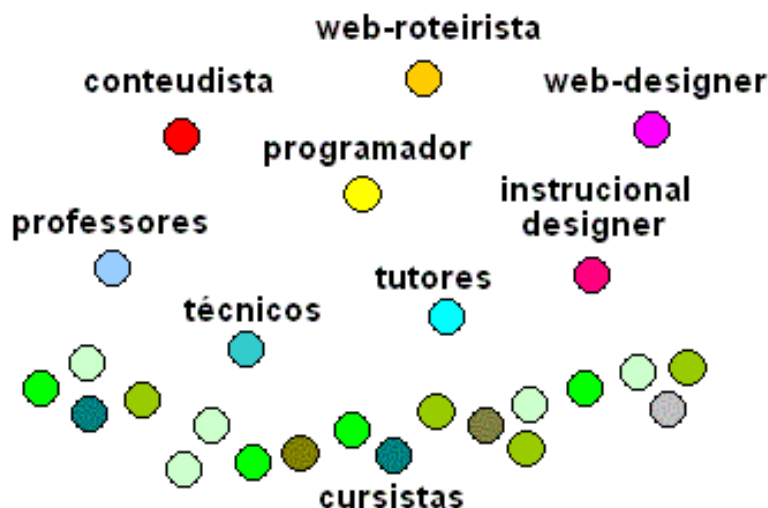 web-roteirista
conteudista
web-designer
programador
instrucional
designer
professores
tutores
técnicos
cursistas